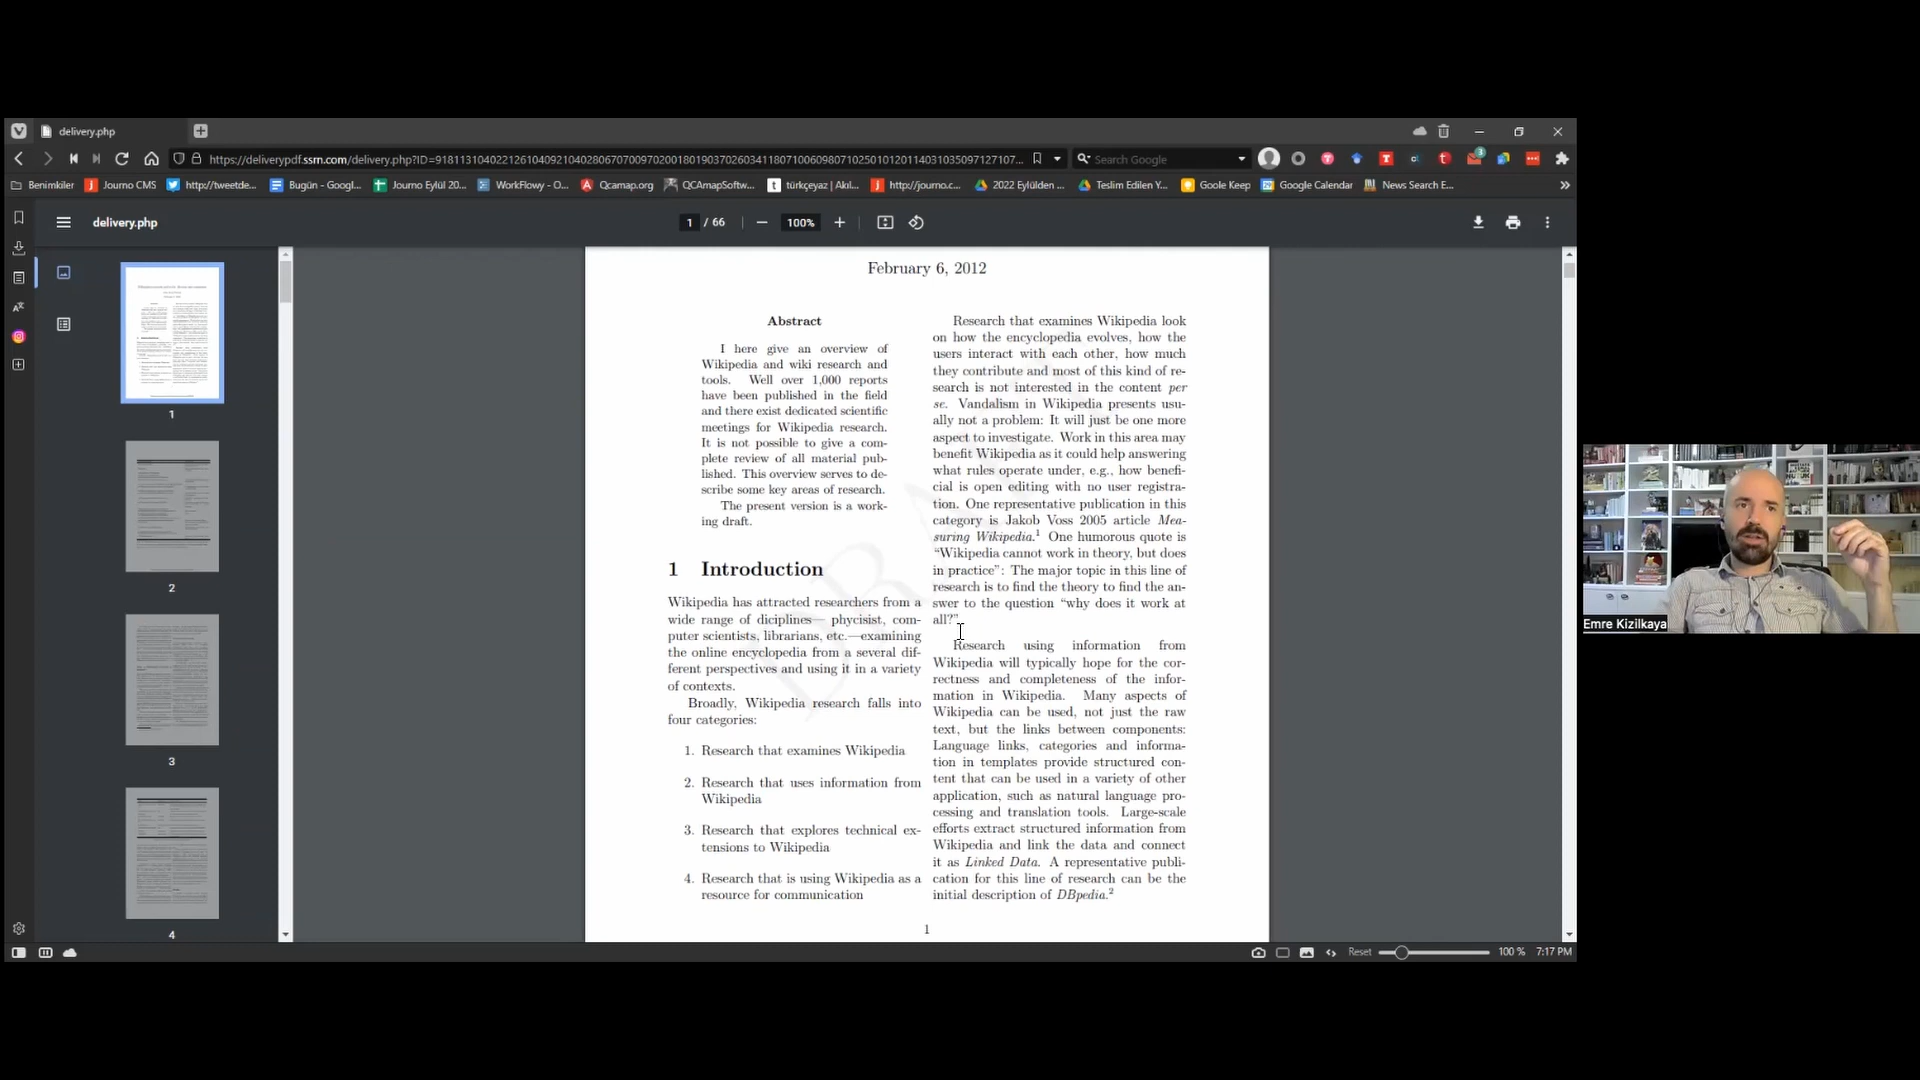 delivery.php
https://deliverypdf.ssrn.com/delivery.php?ID=
Search Google
Benimkiler
Journo CMS
http://tweetde...
Bugün - Googl...
Journo Eylül 20...
WorkFlowy - O...
Qcamap.org
QCAmapSoftw...
türkçeyaz | Akıl...
http://journo.c...
2022 Eylülden ...
Teslim Edilen Y...
Goole Keep
Google Calendar
News Search E...
delivery.php
1 / 66
100%
February 6, 2012
Abstract
I here give an overview of
Wikipedia and wiki research and
tools. Well over 1,000 reports
have been published in the field
and there exist dedicated scientific
meetings for Wikipedia research.
It is not possible to give a com-
plete review of all material pub-
lished. This overview serves to de-
scribe some key areas of research.
The present version is a work-
ing draft.
1 Introduction
Wikipedia has attracted researchers from a
wide range of diciplines— phycisist, com-
puter scientists, librarians, etc.—examining
the online encyclopedia from a several dif-
ferent perspectives and using it in a variety
of contexts.
Broadly, Wikipedia research falls into
four categories:
1. Research that examines Wikipedia
2. Research that uses information from
Wikipedia
3. Research that explores technical ex-
tensions to Wikipedia
4. Research that is using Wikipedia as a
resource for communication
Research that examines Wikipedia look
on how the encyclopedia evolves, how the
users interact with each other, how much
they contribute and most of this kind of re-
search is not interested in the content per
se. Vandalism in Wikipedia presents usu-
ally not a problem: It will just be one more
aspect to investigate. Work in this area may
benefit Wikipedia as it could help answering
what rules operate under, e.g., how benefi-
cial is open editing with no user registra-
tion. One representative publication in this
category is Jakob Voss 2005 article Mea-
suring Wikipedia.1 One humorous quote is
“Wikipedia cannot work in theory, but does
in practice”: The major topic in this line of
research is to find the theory to find the an-
swer to the question “why does it work at
all?”
Research using information from
Wikipedia will typically hope for the cor-
rectness and completeness of the infor-
mation in Wikipedia. Many aspects of
Wikipedia can be used, not just the raw
text, but the links between components:
Language links, categories and informa-
tion in templates provide structured con-
tent that can be used in a variety of other
application, such as natural language pro-
cessing and translation tools. Large-scale
efforts extract structured information from
Wikipedia and link the data and connect
it as Linked Data. A representative publi-
cation for this line of research can be the
initial description of DBpedia.2
1
1
2
3
4
Emre Kizilkaya
Reset
100 %
7:17 PM